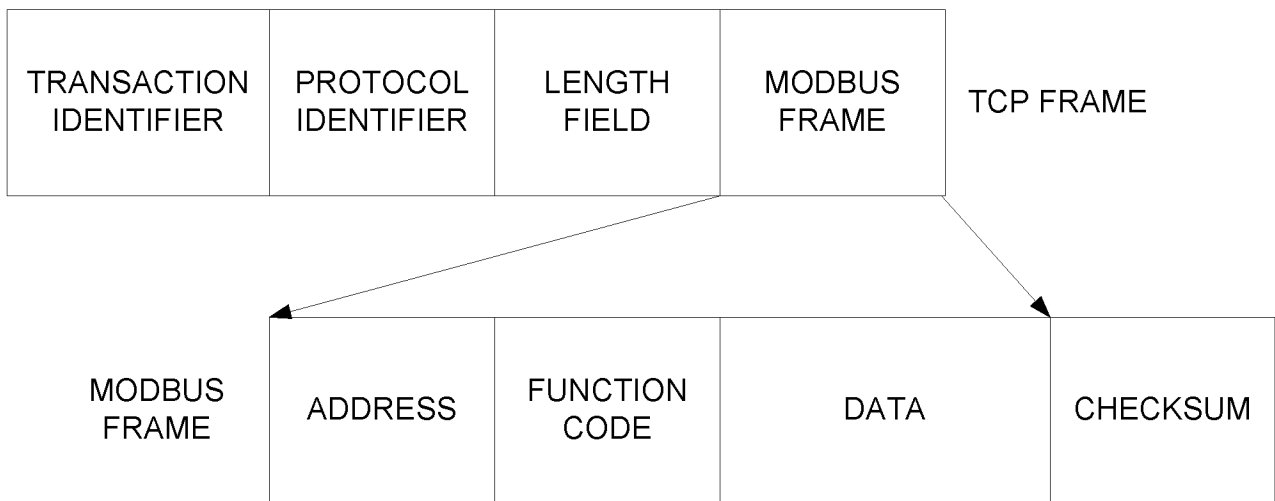 TRANSACTION
IDENTIFIER
PROTOCOL
IDENTIFIER
LENGTH
FIELD
MODBUS
FRAME
TCP FRAME
MODBUS
FRAME
ADDRESS
FUNCTION
CODE
DATA
CHECKSUM